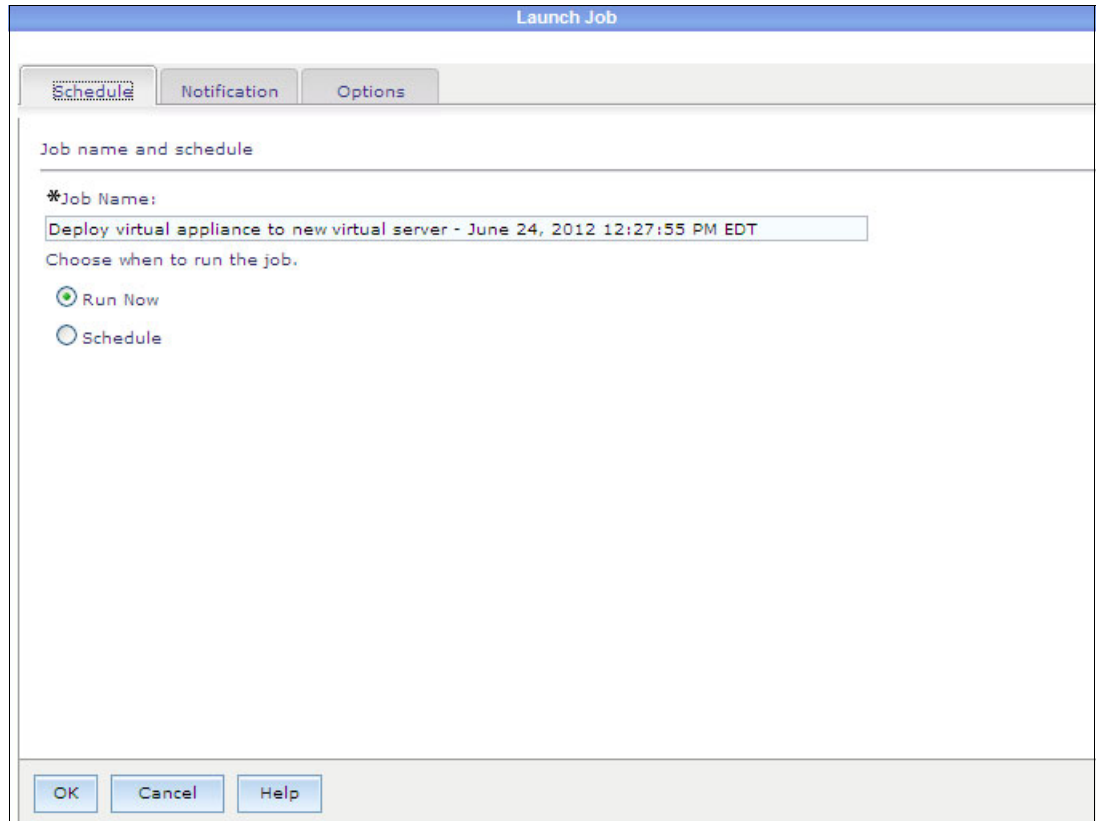 Launch Job
Schedule Notification Options
Job name and schedule
*Job Name:
Deploy virtual appliance to new virtual server - June 24, 2012 12:27:55 PM EDT
Choose when to run the job.
Run Now
Schedule
OK Cancel Help